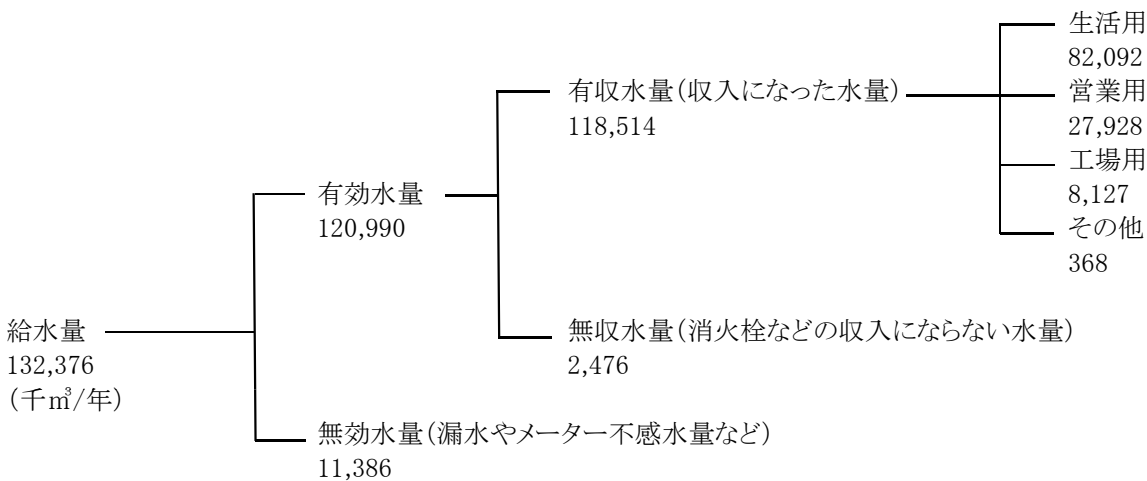 給水量
132,376
(千㎥/年)
有効水量
120,990
無効水量(漏水やメーター不感水量など)
11,386
有収水量(収入になった水量)
118,514
無収水量(消火栓などの収入にならない水量)
2,476
生活用
82,092
営業用
27,928
工場用
8,127
その他
368